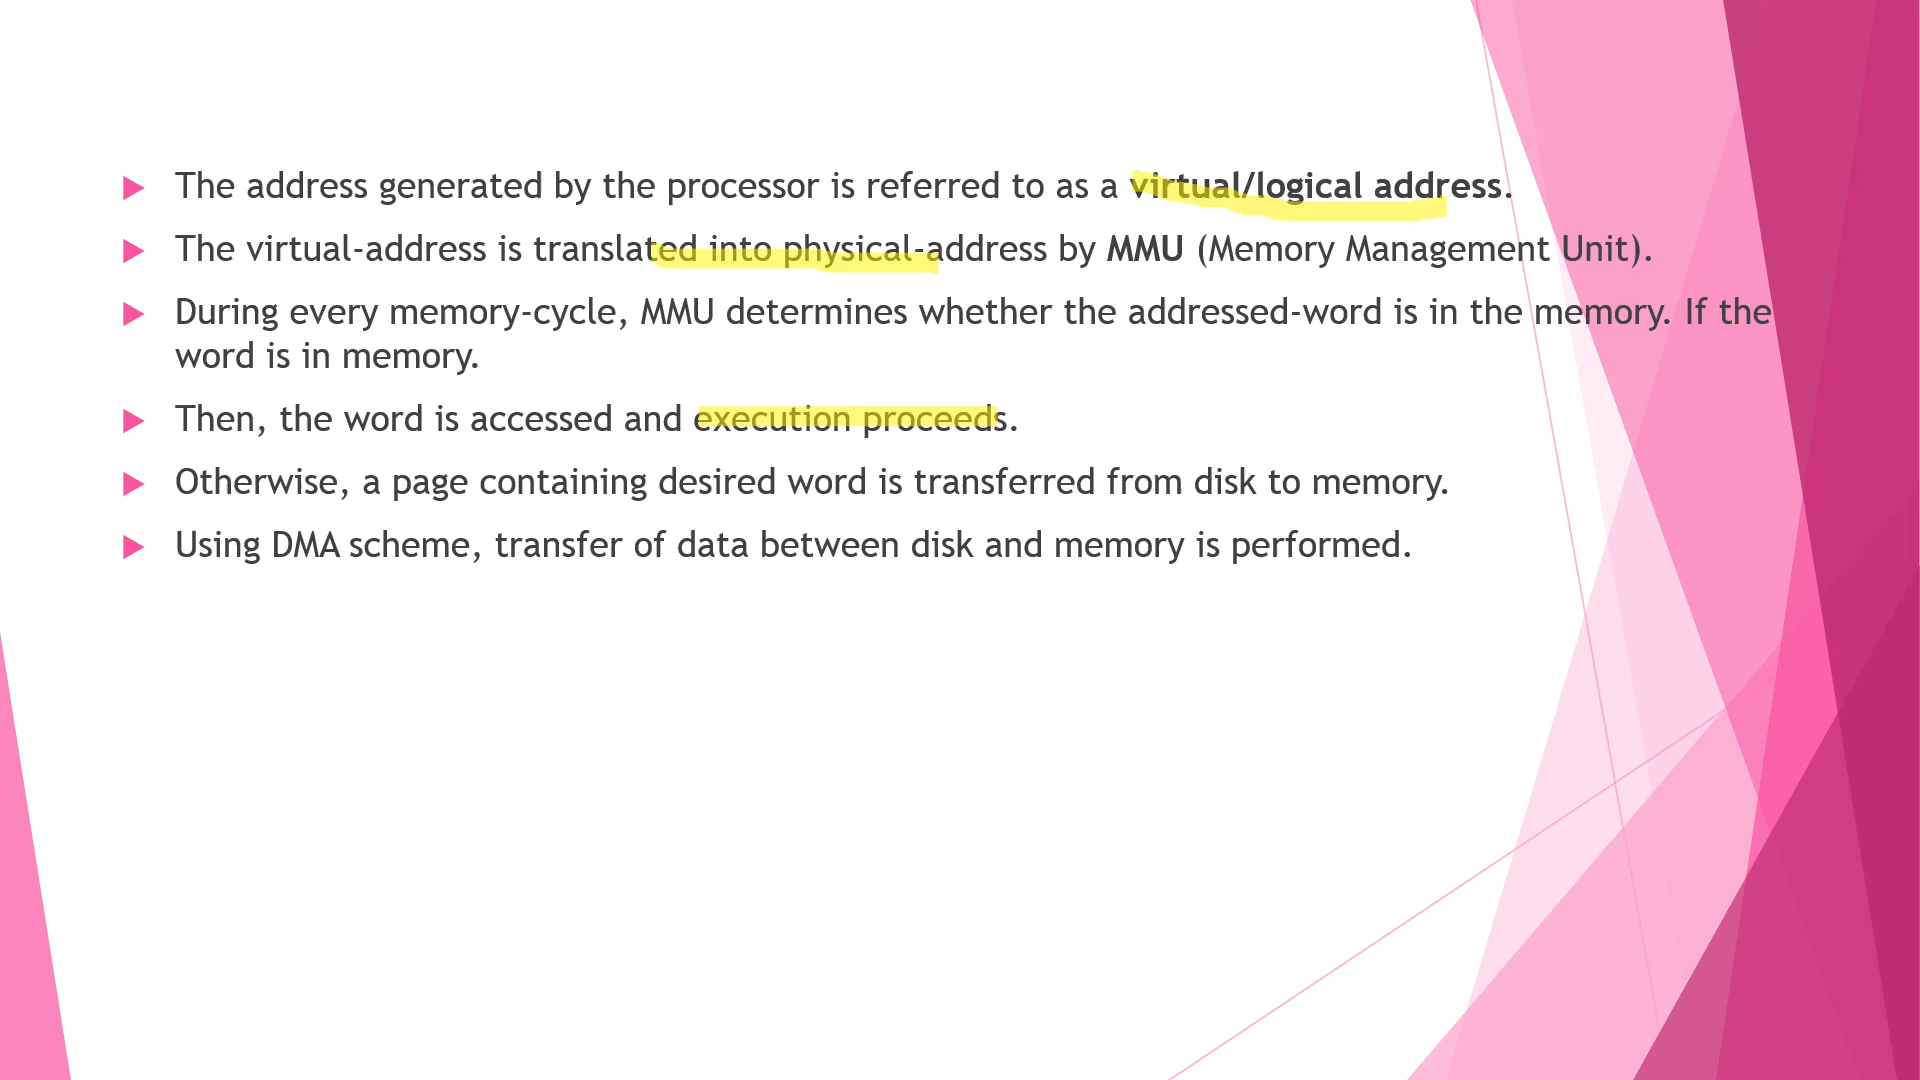 The address generated by the processor is referred to as a virtual/logical address.
The virtual-address is translated into physical-address by MMU (Memory Management Unit).
During every memory-cycle, MMU determines whether the addressed-word is in the memory. If the
word is in memory.
Then, the word is accessed and execution proceeds.
Otherwise, a page containing desired word is transferred from disk to memory.
Using DMA scheme, transfer of data between disk and memory is performed.